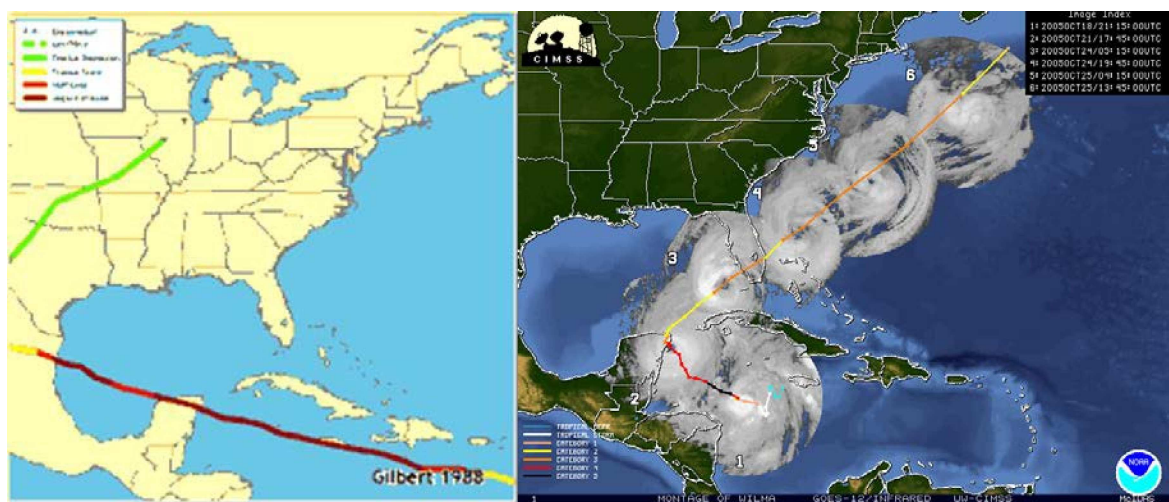 Gilbert 1988
CIMSS
Image Index
1: 2005OCT18/21:15:00UTC
2: 2005OCT21/17:45:00UTC
3: 2005OCT24/05:15:00UTC
4: 2005OCT24/19:45:00UTC
5: 2005OCT25/04:15:00UTC
6: 2005OCT25/13:45:00UTC
6
5
4
3
2
1
TROPICAL STORM
CATEGORY 1
CATEGORY 2
CATEGORY 3
CATEGORY 4
CATEGORY 5
NOAA
1 MONTAGE OF WILMA GOES-12/INFRARED UW-CIMSS McIDAS